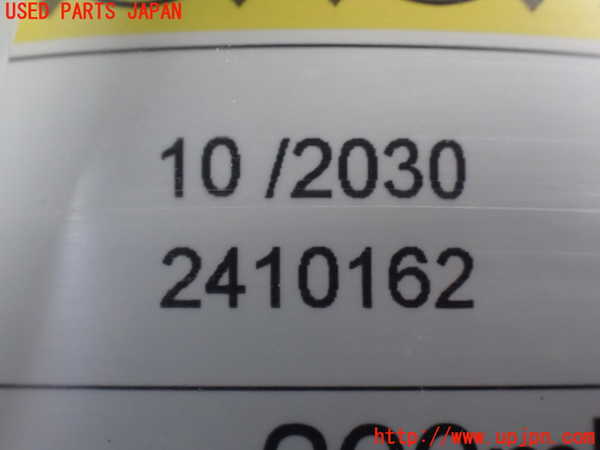 USED PARTS JAPAN
10 /2030
2410162
http://www.upjpn.com/